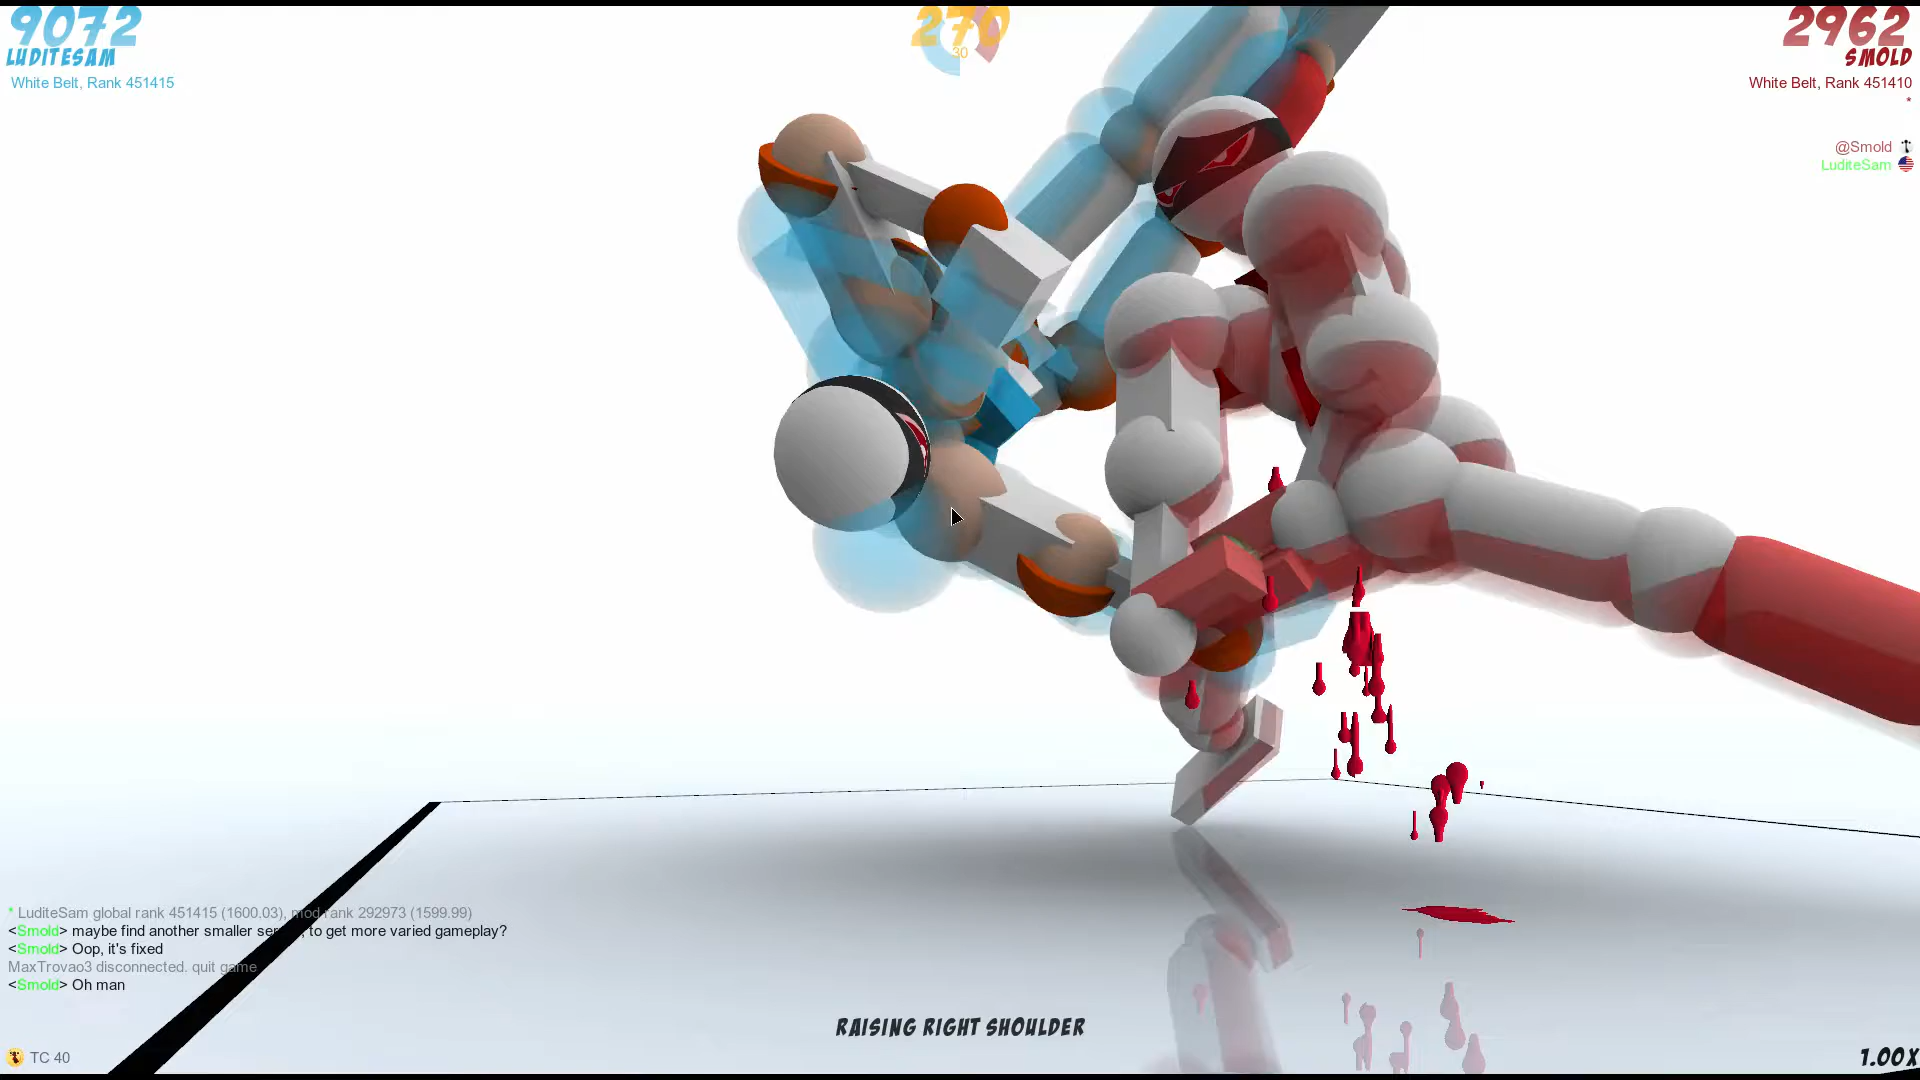 9072
LUDITESAM
White Belt, Rank 451415
270
30
2962
SMOLD
White Belt, Rank 451410
*
@Smold
LuditeSam
* LuditeSam global rank 451415 (1600.03), mod rank 292973 (1599.99)
<Smold> maybe find another smaller to get more varied gameplay?
<Smold> Oop, it's fixed
MaxTrovao3 disconnected. quit game
<Smold> Oh man
RAISING RIGHT SHOULDER
TC 40
1.00X